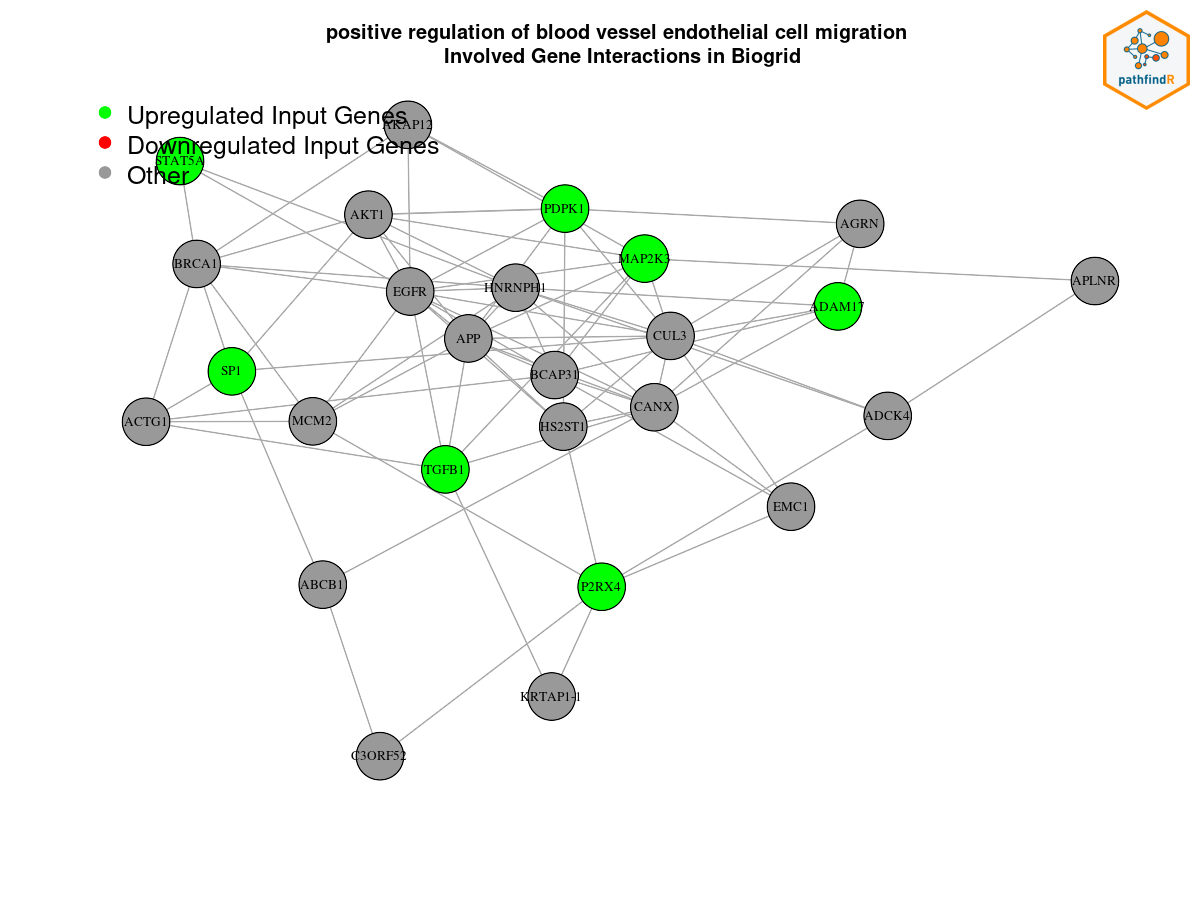 positive regulation of blood vessel endothelial cell migration
Involved Gene Interactions in Biogrid
pathfindR
Upregulated Input Genes
Downregulated Input Genes
Other
AKAP12
STAT5A
PDPK1
AKT1
AGRN
MAP2K3
BRCA1
APLNR
EGFR
HNRNPH1
ADAM17
APP
CUL3
SP1
BCAP31
CANX
ADCK4
ACTG1
MCM2
HS2ST1
TGFB1
EMC1
ABCB1
P2RX4
KRTAP1-1
C3ORF52